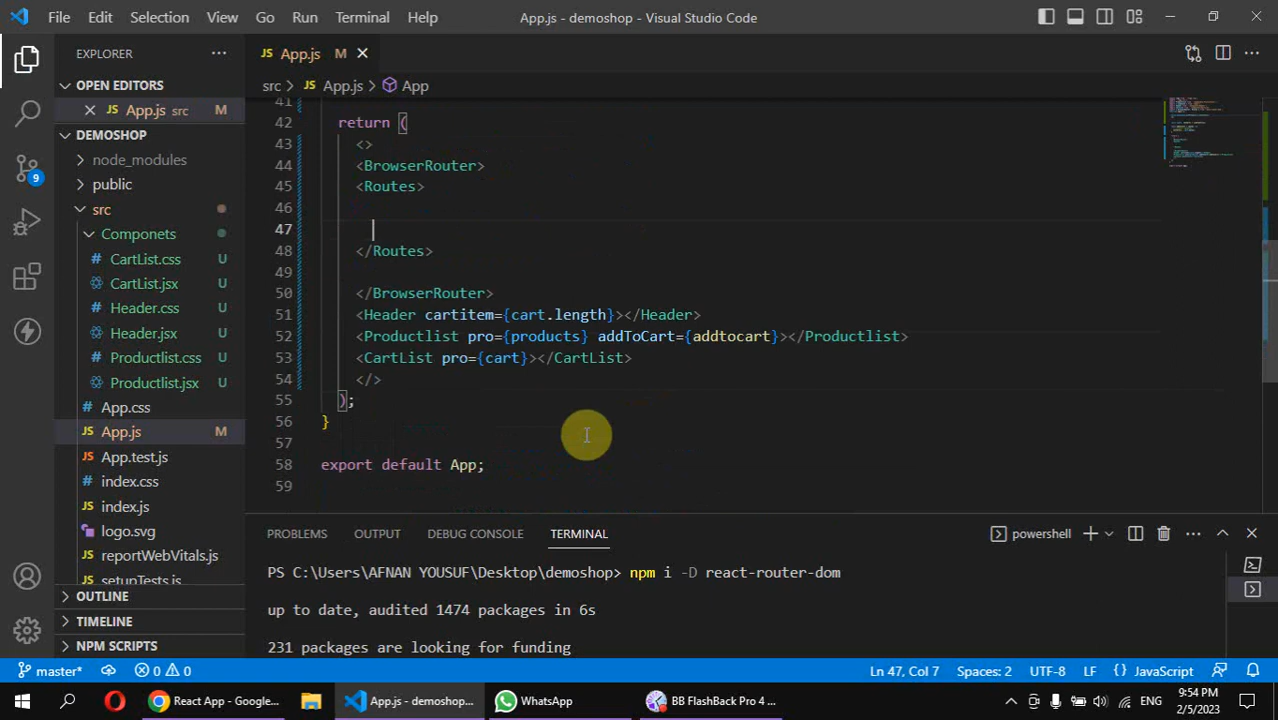 File Edit Selection View Go Run Terminal Help App.js - demoshop - Visual Studio Code
EXPLORER
OPEN EDITORS
App.js src M
DEMOSHOP
node_modules
public
src
Componets
CartList.css U
CartList.jsx U
Header.css U
Header.jsx U
Productlist.css U
Productlist.jsx U
App.css
App.js M
App.test.js
index.css
index.js
logo.svg
reportWebVitals.js
setupTests.js
OUTLINE
TIMELINE
NPM SCRIPTS
9
JS App.js M
src > JS App.js > App
41
42 return (
43 <>
44 <BrowserRouter>
45 <Routes>
46
47
48 </Routes>
49
50 </BrowserRouter>
51 <Header cartitem={cart.length}></Header>
52 <Productlist pro={products} addToCart={addtocart}></Productlist>
53 <CartList pro={cart}></CartList>
54 </>
55 );
56 }
57
58 export default App;
59
PROBLEMS OUTPUT DEBUG CONSOLE TERMINAL powershell
PS C:\Users\AFNAN YOUSUF\Desktop\demoshop> npm i -D react-router-dom
up to date, audited 1474 packages in 6s
231 packages are looking for funding
master* 0 0 Ln 47, Col 7 Spaces: 2 UTF-8 LF {} JavaScript
React App - Google... App.js - demoshop... WhatsApp BB FlashBack Pro 4 ... ENG 9:54 PM
2/5/2023